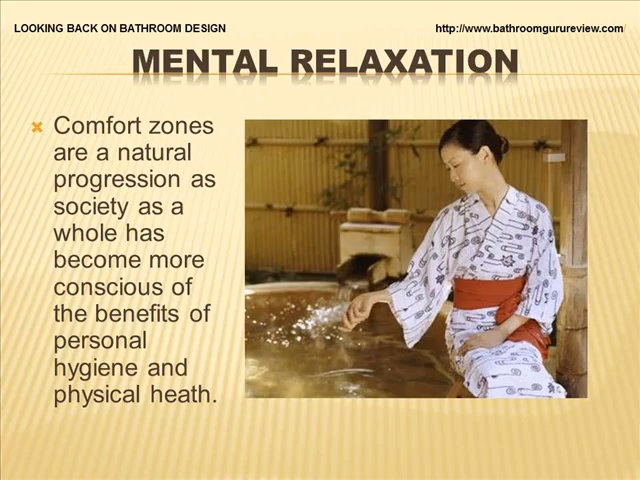 LOOKING BACK ON BATHROOM DESIGN
http://www.bathroomgurureview.com/
MENTAL RELAXATION
Comfort zones
are a natural
progression as
society as a
whole has
become more
conscious of
the benefits of
personal
hygiene and
physical heath.